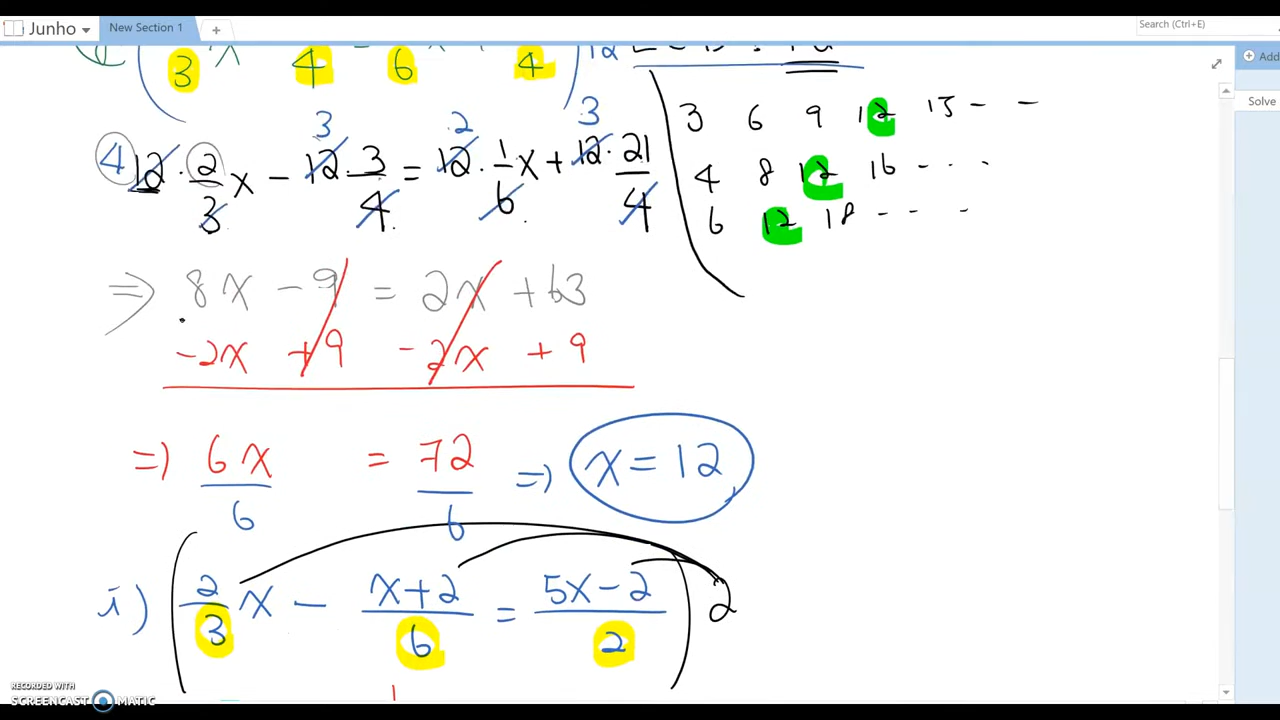 Junho New Section 1 + Search (Ctrl+E)
Add
Solve
3 x 4 6 4 12
3 6 9 12 15 - -
4 3 2 3
12 · 2/3 x - 12 · 3/4 = 12 · 1/6 x + 12 · 21/4
4 8 12 16 - - -
6 12 18 - - -
⇒ 8x - 9 = 2x + 63
-2x + 9 - 2x + 9
⇒ 6x/6 = 72/6 ⇒ x = 12
i) ( 2/3 x - x+2/6 = 5x-2/2 ) 2
RECORDED WITH
SCREENCAST MATIC